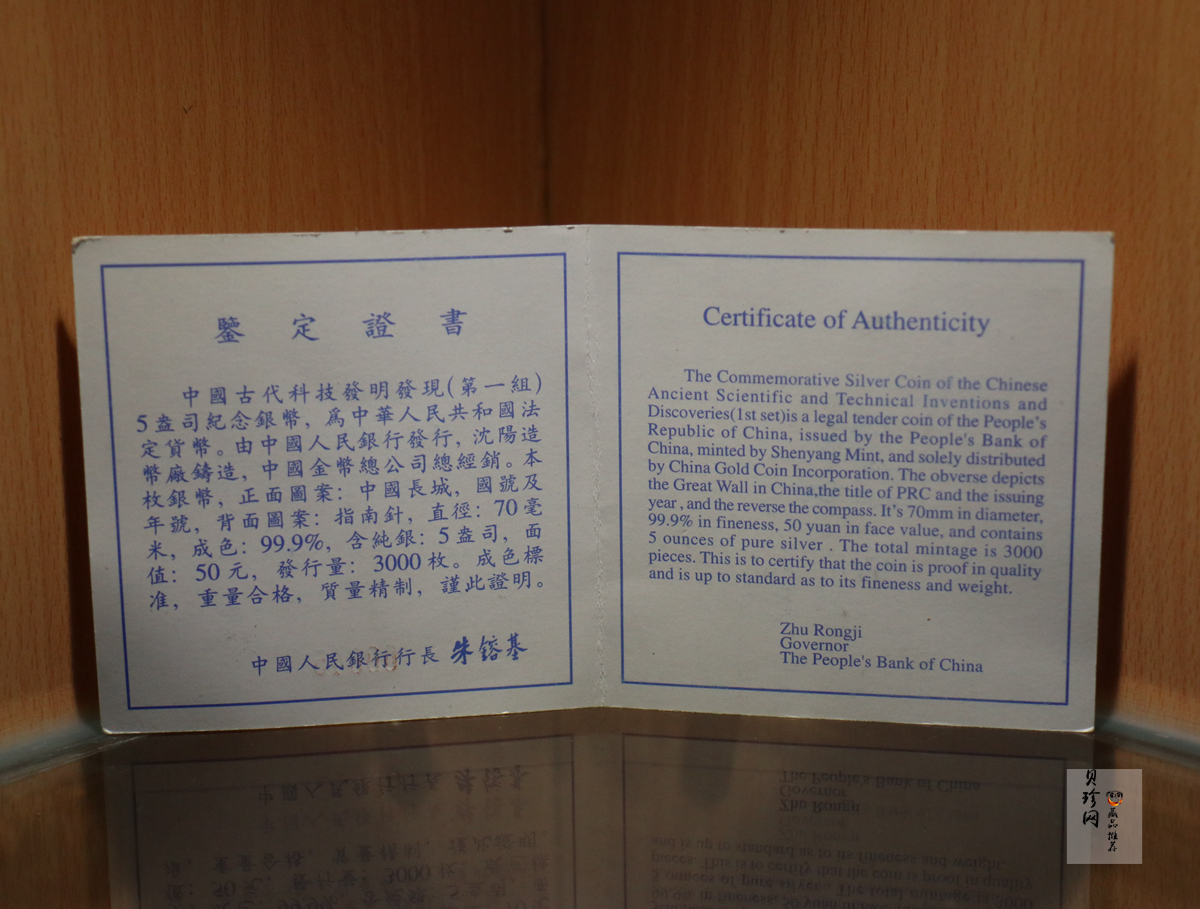 鑒定證書
中國古代科技發明發現(第一組)
5盎司紀念銀幣，爲中華人民共和國法
定貨幣。由中國人民銀行發行，沈陽造
幣廠鑄造，中國金幣總公司總經銷。本
枚銀幣，正面圖案：中國長城，國號及
年號，背面圖案：指南針，直徑：70毫
米，成色：99.9%，含純銀：5盎司，面
值：50元，發行量：3000枚。成色標
准，重量合格，質量精制，謹此證明。
中國人民銀行行長 朱鎔基
Certificate of Authenticity
The Commemorative Silver Coin of the Chinese
Ancient Scientific and Technical Inventions and
Discoveries(1st set)is a legal tender coin of the People's
Republic of China, issued by the People's Bank of
China, minted by Shenyang Mint, and solely distributed
by China Gold Coin Incorporation. The obverse depicts
the Great Wall in China,the title of PRC and the issuing
year , and the reverse the compass. It's 70mm in diameter,
99.9% in fineness, 50 yuan in face value, and contains
5 ounces of pure silver . The total mintage is 3000
pieces. This is to certify that the coin is proof in quality
and is up to standard as to its fineness and weight.
Zhu Rongji
Governor
The People's Bank of China
贝珍网
藏品推荐